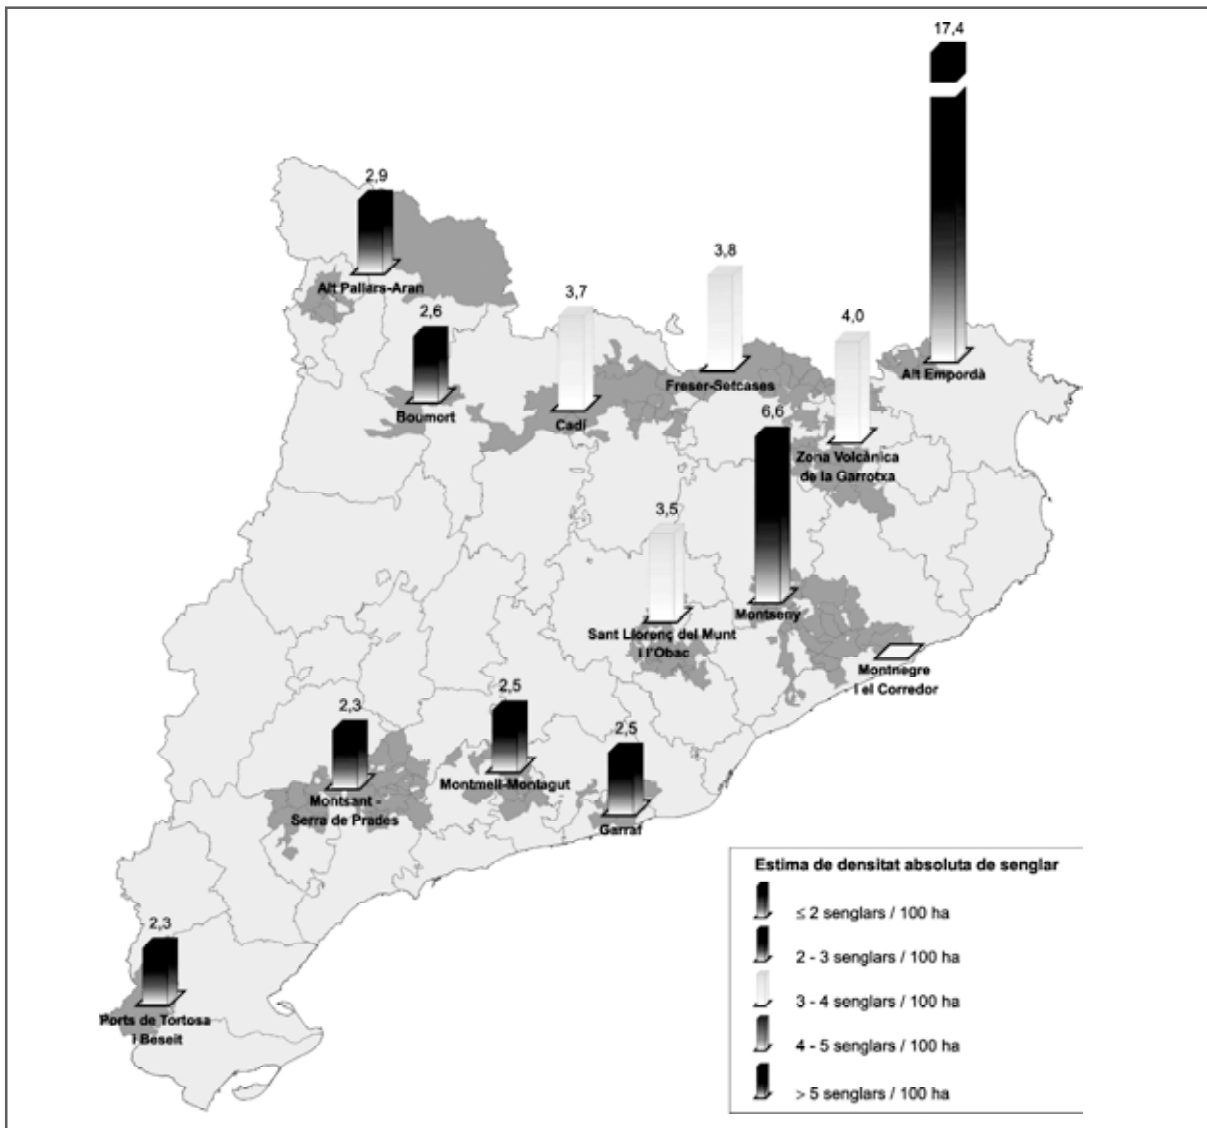 17,4
2,9
Alt Pallars-Aran
2,6
Boumort
3,7
Cadí
3,8
Freser-Setcases
4,0
Zona Volcànica
de la Garrotxa
Alt Empordà
6,6
Montseny
3,5
Sant Llorenç del Munt
i l'Obac
Montnegre
i el Corredor
2,3
Montsant -
Serra de Prades
2,5
Montmell-Montagut
2,5
Garraf
2,3
Ports de Tortosa
i Beseit
Estima de densitat absoluta de senglar
≤ 2 senglars / 100 ha
2 - 3 senglars / 100 ha
3 - 4 senglars / 100 ha
4 - 5 senglars / 100 ha
> 5 senglars / 100 ha